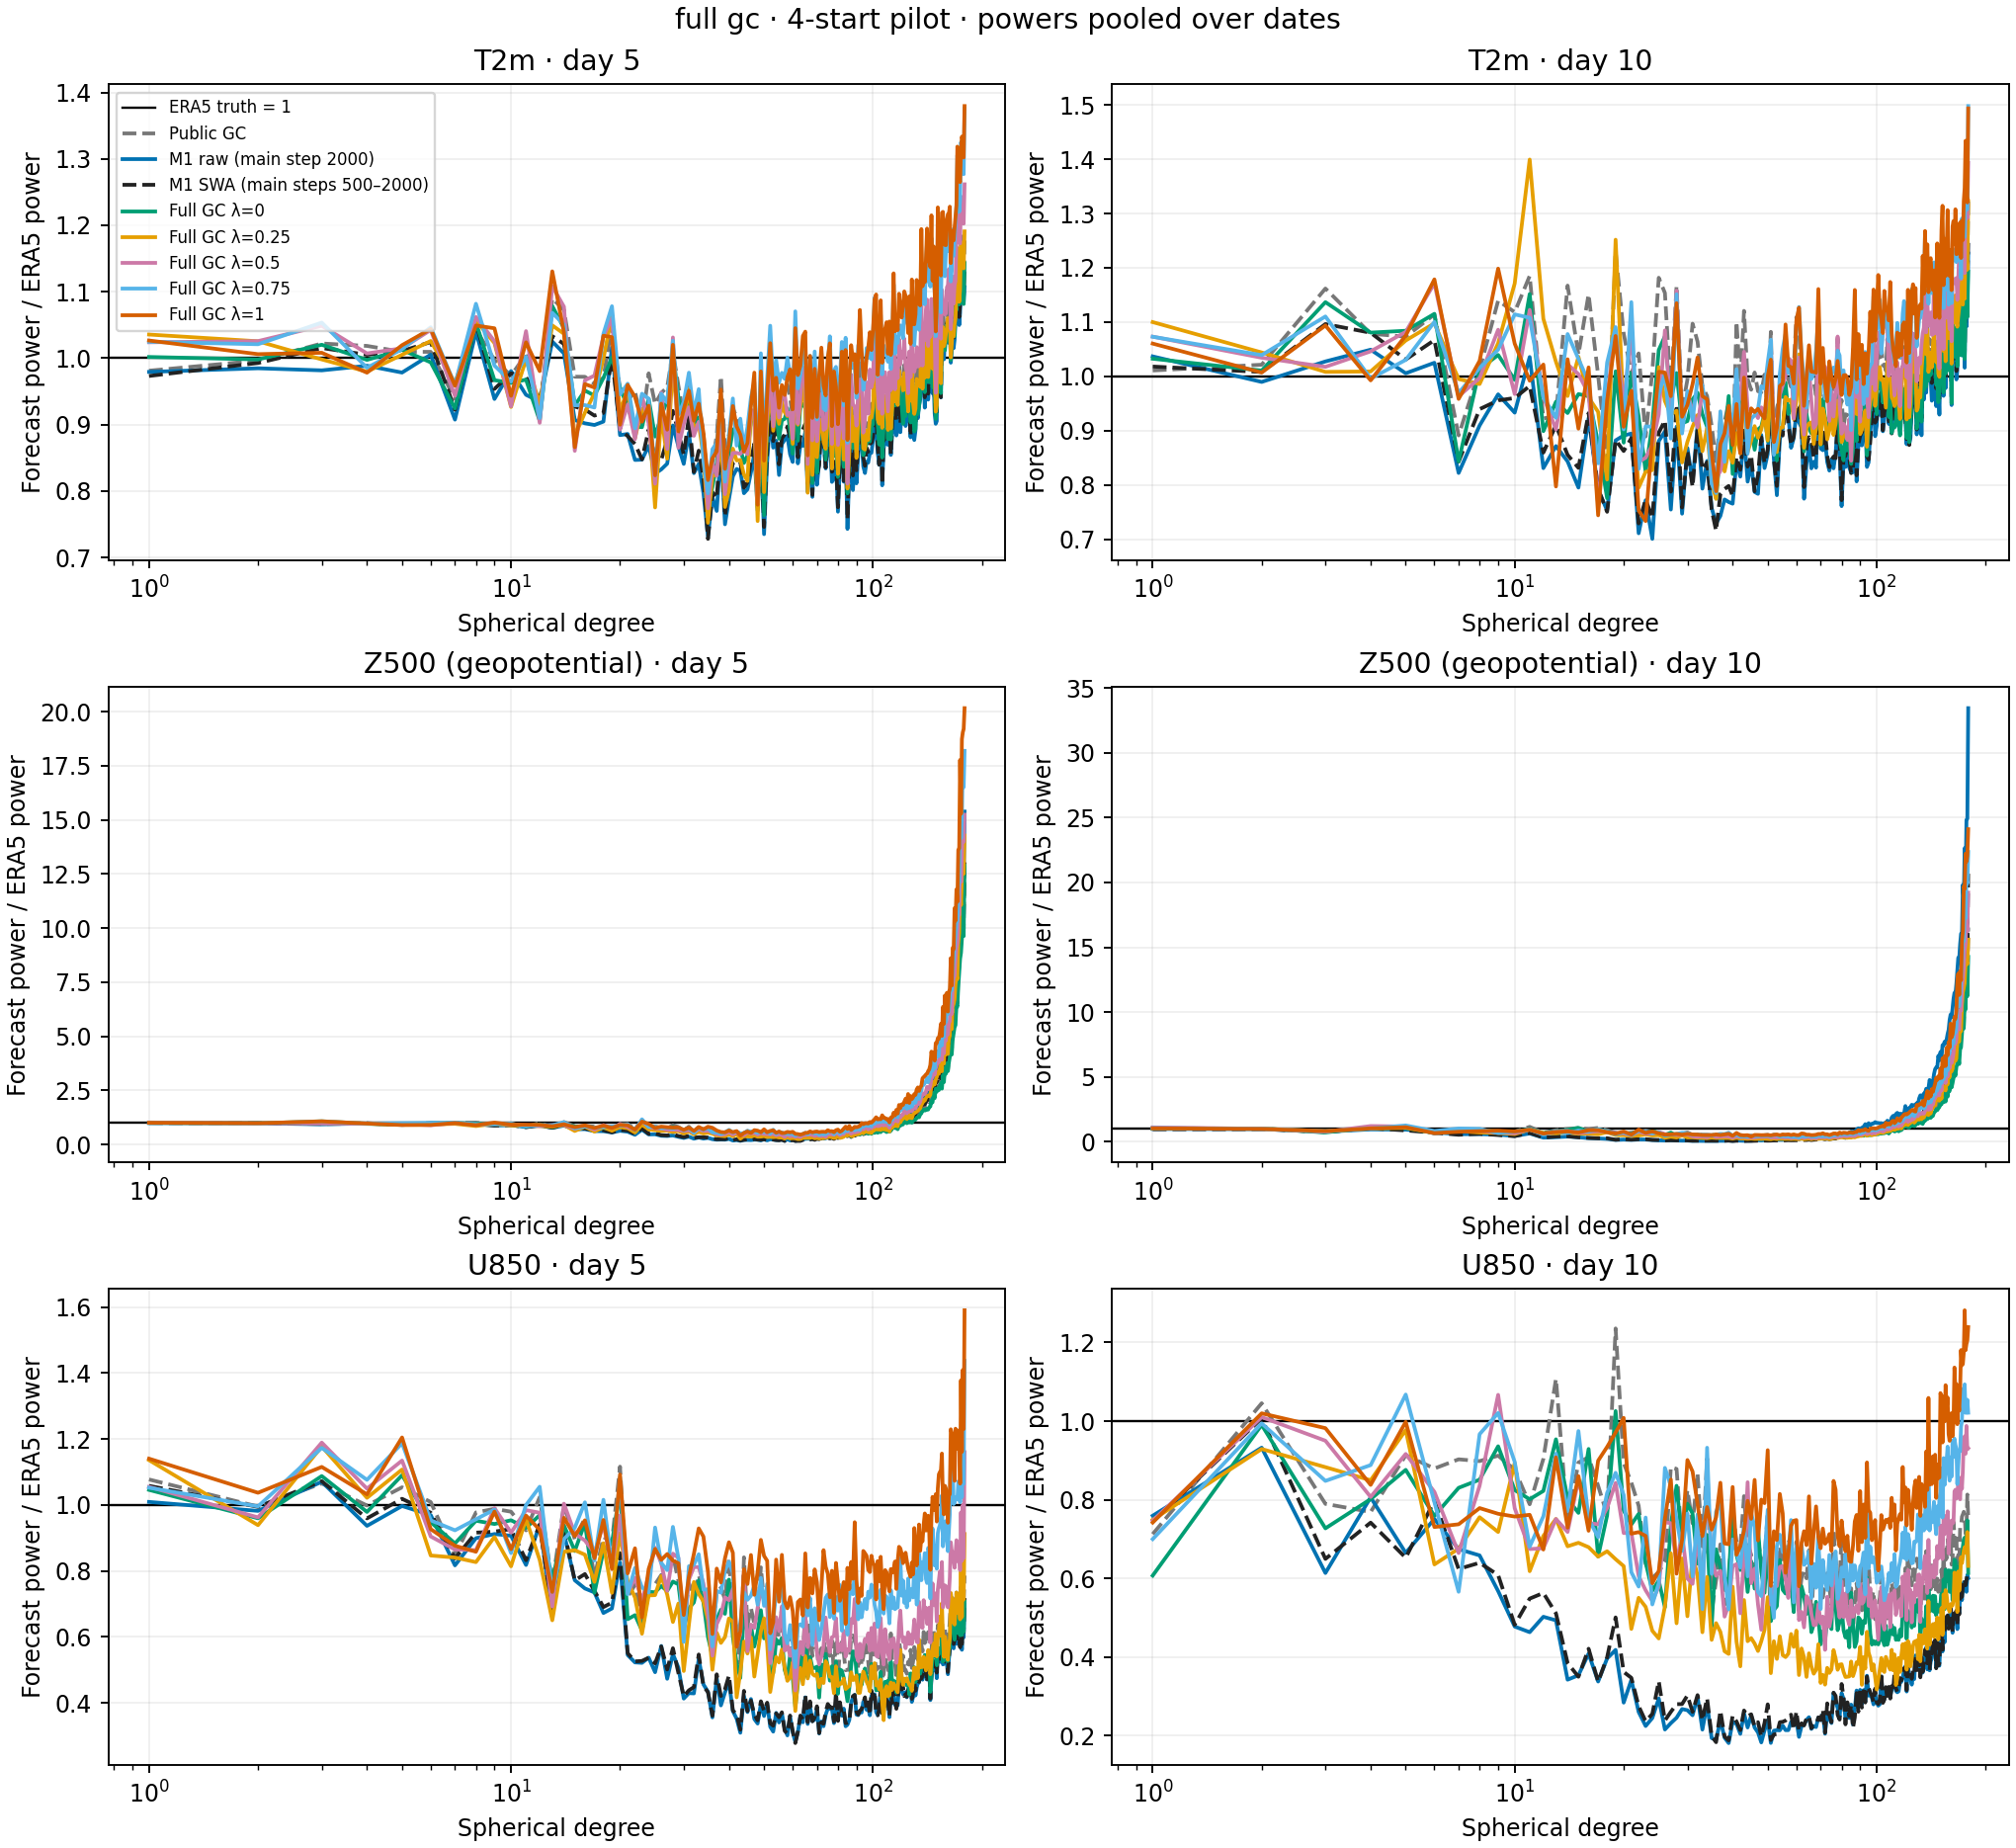 full gc · 4-start pilot · powers pooled over dates
T2m · day 5
Forecast power / ERA5 power
1.4
1.3
1.2
1.1
1.0
0.9
0.8
0.7
ERA5 truth = 1
Public GC
M1 raw (main step 2000)
M1 SWA (main steps 500–2000)
Full GC λ=0
Full GC λ=0.25
Full GC λ=0.5
Full GC λ=0.75
Full GC λ=1
10⁰ 10¹ 10²
Spherical degree
T2m · day 10
Forecast power / ERA5 power
1.5
1.4
1.3
1.2
1.1
1.0
0.9
0.8
0.7
10⁰ 10¹ 10²
Spherical degree
Z500 (geopotential) · day 5
Forecast power / ERA5 power
20.0
17.5
15.0
12.5
10.0
7.5
5.0
2.5
0.0
10⁰ 10¹ 10²
Spherical degree
Z500 (geopotential) · day 10
Forecast power / ERA5 power
35
30
25
20
15
10
5
0
10⁰ 10¹ 10²
Spherical degree
U850 · day 5
Forecast power / ERA5 power
1.6
1.4
1.2
1.0
0.8
0.6
0.4
10⁰ 10¹ 10²
Spherical degree
U850 · day 10
Forecast power / ERA5 power
1.2
1.0
0.8
0.6
0.4
0.2
10⁰ 10¹ 10²
Spherical degree